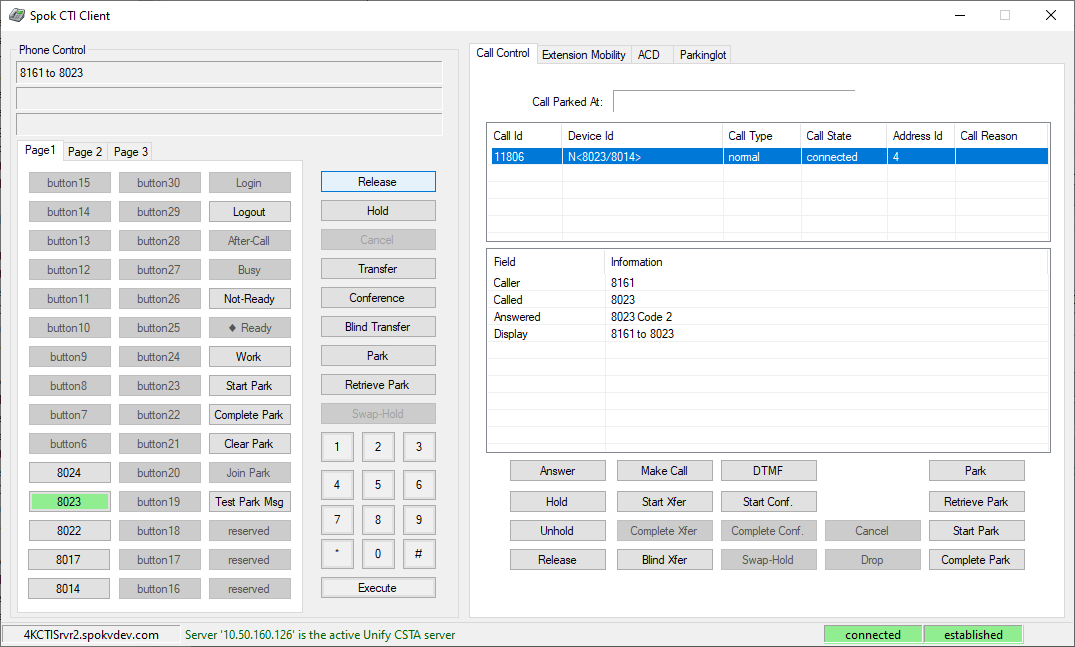 Spok CTI Client
Phone Control
8161 to 8023
Page1 Page 2 Page 3
button15 button30 Login
button14 button29 Logout
button13 button28 After-Call
button12 button27 Busy
button11 button26 Not-Ready
button10 button25 ♦ Ready
button9 button24 Work
button8 button23 Start Park
button7 button22 Complete Park
button6 button21 Clear Park
8024 button20 Join Park
8023 button19 Test Park Msg
8022 button18 reserved
8017 button17 reserved
8014 button16 reserved
Release
Hold
Cancel
Transfer
Conference
Blind Transfer
Park
Retrieve Park
Swap-Hold
1 2 3
4 5 6
7 8 9
* 0 #
Execute
Call Control Extension Mobility ACD Parkinglot
Call Parked At:
Call Id Device Id Call Type Call State Address Id Call Reason
11806 N<8023/8014> normal connected 4
Field Information
Caller 8161
Called 8023
Answered 8023 Code 2
Display 8161 to 8023
Answer Make Call DTMF Park
Hold Start Xfer Start Conf. Retrieve Park
Unhold Complete Xfer Complete Conf. Cancel Start Park
Release Blind Xfer Swap-Hold Drop Complete Park
4KCTISrvr2.spokvdev.com Server '10.50.160.126' is the active Unify CSTA server connected established